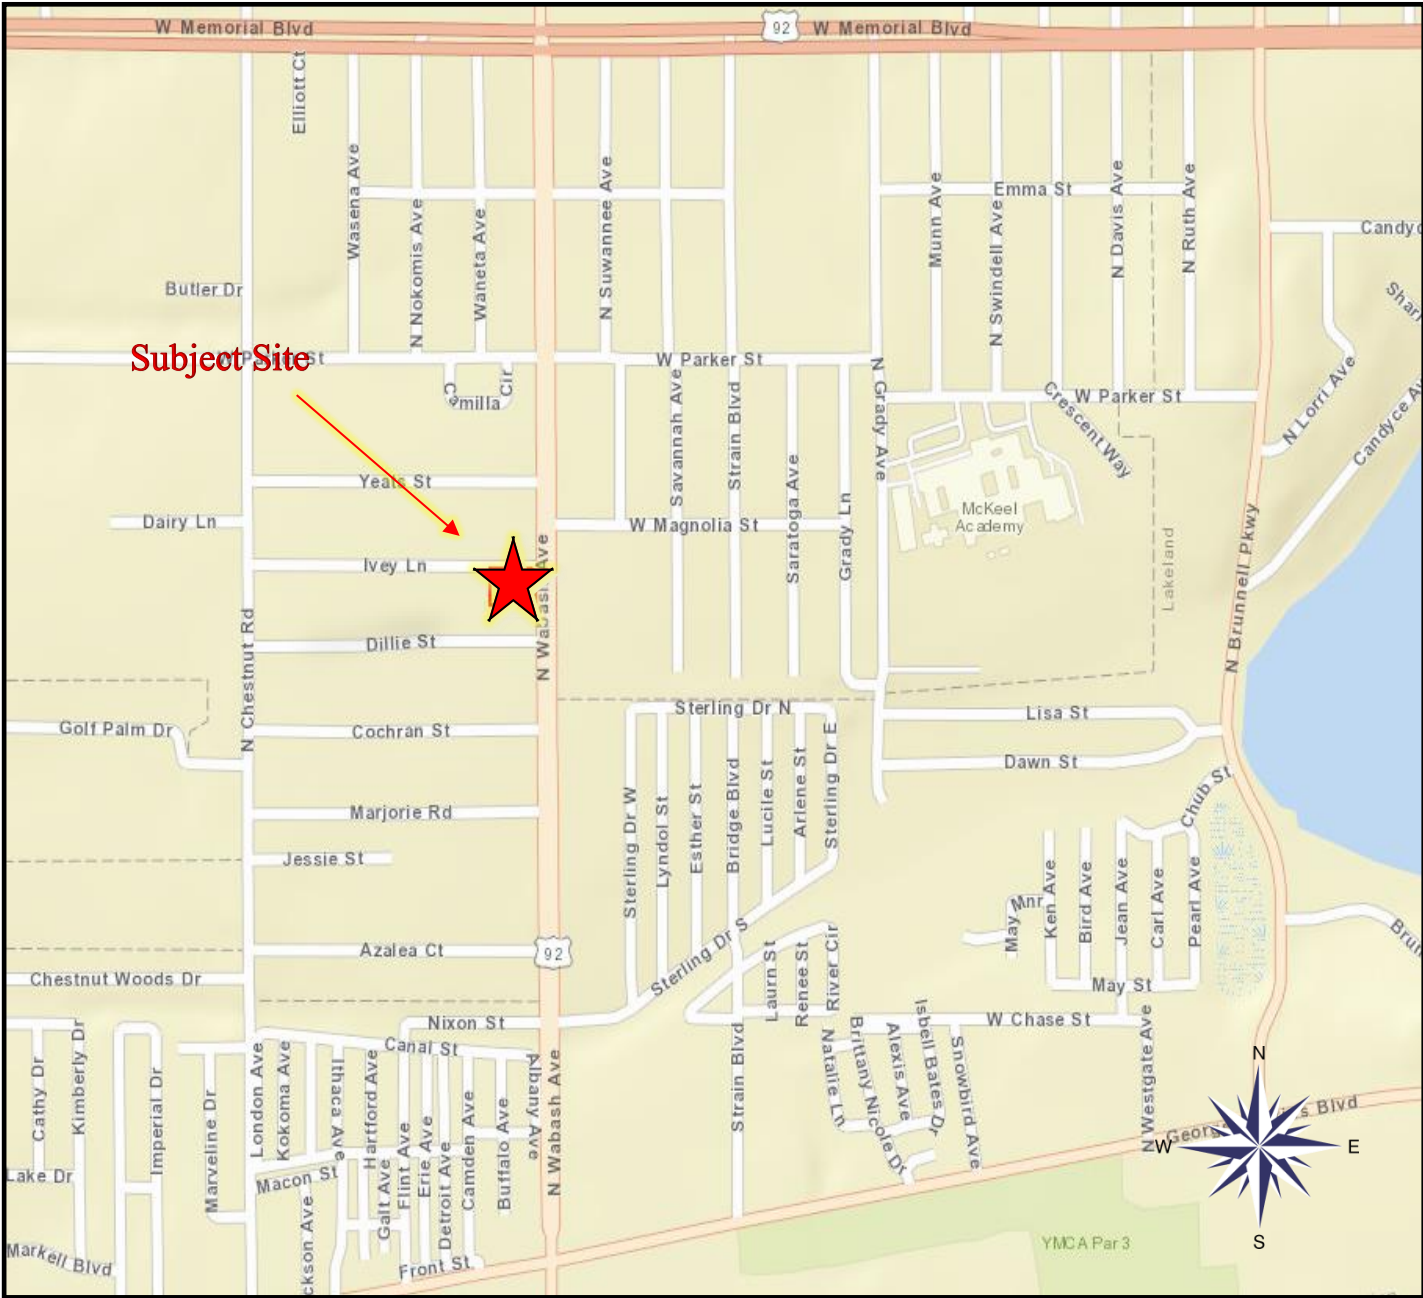 W Memorial Blvd
92
W Memorial Blvd
Elliott Ct
Wasena Ave
N Nokomis Ave
Waneta Ave
N Suwannee Ave
Munn Ave
N Swindell Ave
Emma St
N Davis Ave
N Ruth Ave
Candyc
Shar
Butler Dr
Subject Site
W Parker St
W Parker St
W Parker St
Camilla Cir
Savannah Ave
Strain Blvd
Saratoga Ave
Grady Ln
N Grady Ave
Crescent Way
N Lorri Ave
Candyce Av
Yeats St
Dairy Ln
W Magnolia St
McKeel
Academy
Ivey Ln
N Wabash Ave
Lakeland
N Brunnell Pkwy
Dillie St
N Chestnut Rd
Golf Palm Dr
Cochran St
Sterling Dr N
Lisa St
Dawn St
Marjorie Rd
Jessie St
Sterling Dr W
Lyndol St
Esther St
Bridge Blvd
Lucile St
Arlene St
Sterling Dr E
Chub St
May Mnr
Ken Ave
Bird Ave
Jean Ave
Carl Ave
Pearl Ave
Brun
Azalea Ct
92
Chestnut Woods Dr
Sterling Dr S
Laurn St
Renee St
River Cir
May St
Nixon St
W Chase St
Canal St
Cathy Dr
Kimberly Dr
Imperial Dr
Marveline Dr
London Ave
Kokoma Ave
Ithaca Ave
Hartford Ave
Galt Ave
Flint Ave
Erie Ave
Detroit Ave
Camden Ave
Buffalo Ave
Albany Ave
N Wabash Ave
Strain Blvd
Natalie Ln
Brittany Nicole Dr
Alexis Ave
Isbell Bates Dr
Snowbird Ave
N Westgate Ave
N
W
E
S
Lake Dr
Macon St
ckson Ave
Markell Blvd
Front St
YMCA Par 3